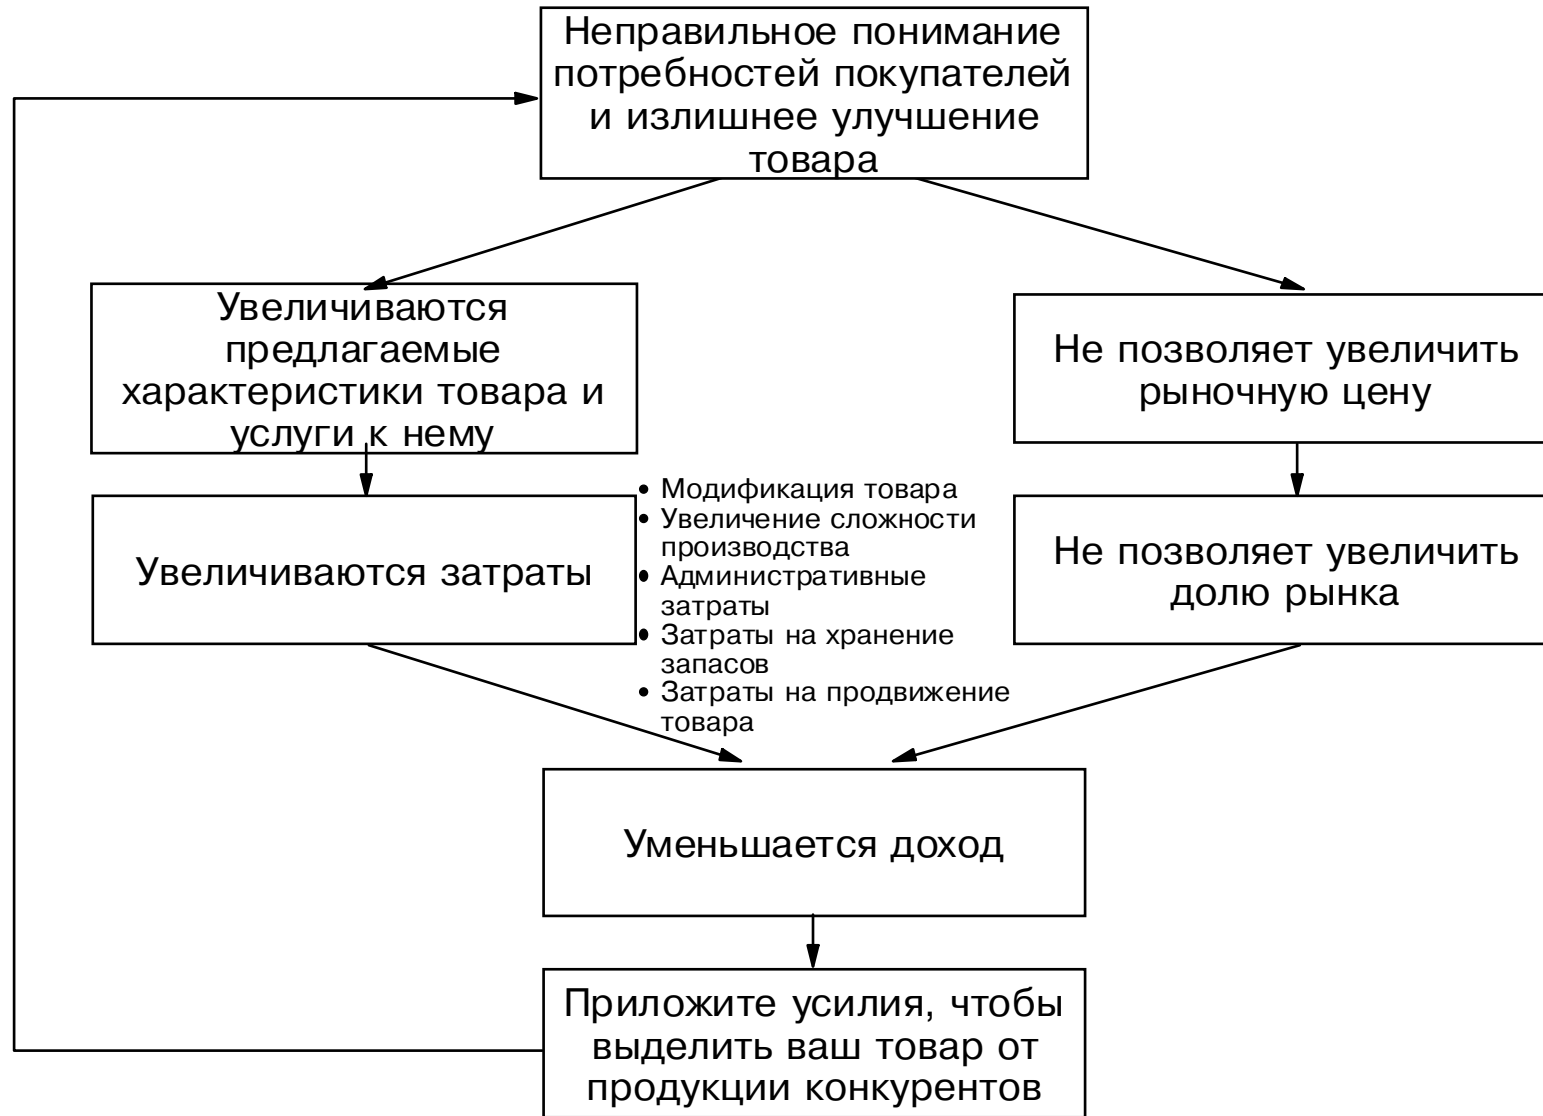 Неправильное понимание
потребностей покупателей
и излишнее улучшение
товара
Увеличиваются
предлагаемые
характеристики товара и
услуги к нему
Не позволяет увеличить
рыночную цену
Увеличиваются затраты
• Модификация товара
• Увеличение сложности
производства
• Административные
затраты
• Затраты на хранение
запасов
• Затраты на продвижение
товара
Не позволяет увеличить
долю рынка
Уменьшается доход
Приложите усилия, чтобы
выделить ваш товар от
продукции конкурентов